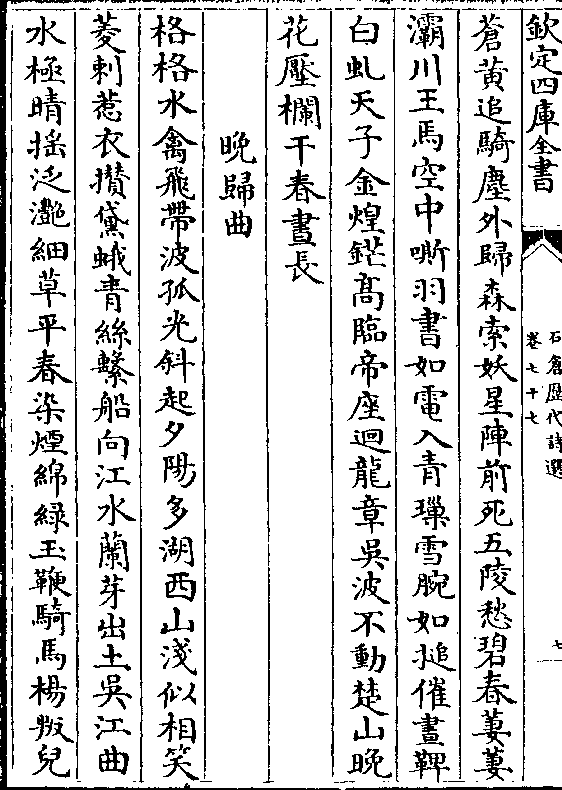 欽定四庫全書
石倉歷代詩選
卷七十七
七
蒼黃追騎塵外歸森索妖星陣前死五陵愁碧春萋萋
灞川玉馬空中嘶羽書如電入青瑣雪腕如搥催畫鞞
白虬天子金煌鋩高臨帝座迴龍章吳波不動楚山晚
花壓欄干春晝長
晚歸曲
格格水禽飛帶波孤光斜起夕陽多湖西山淺似相笑
菱刺惹衣攢黛蛾青絲繫船向江水蘭芽出土吳江曲
水極晴揺泛灩細草平春染煙綿綠玉鞭騎馬楊叛兒